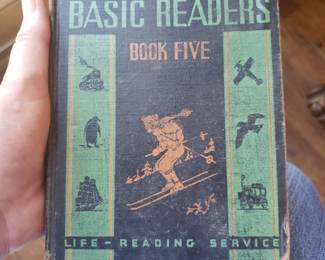 BASIC READERS
BOOK FIVE
LIFE - READING SERVICE